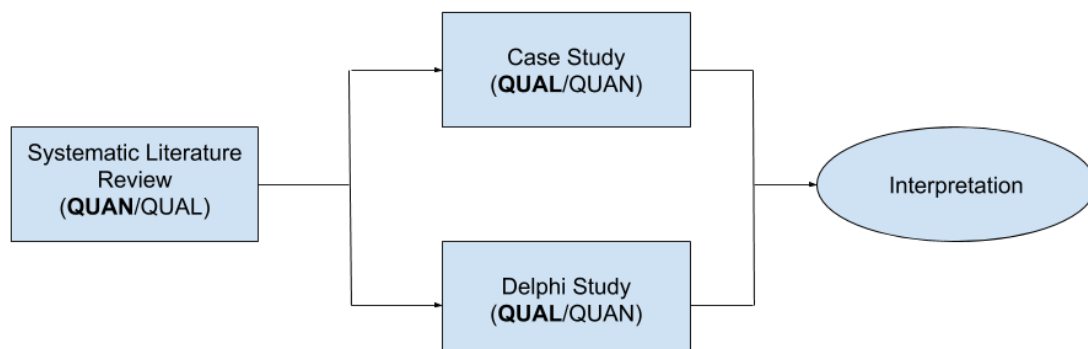 Systematic Literature
Review
(QUAN/QUAL)
Case Study
(QUAL/QUAN)
Delphi Study
(QUAL/QUAN)
Interpretation